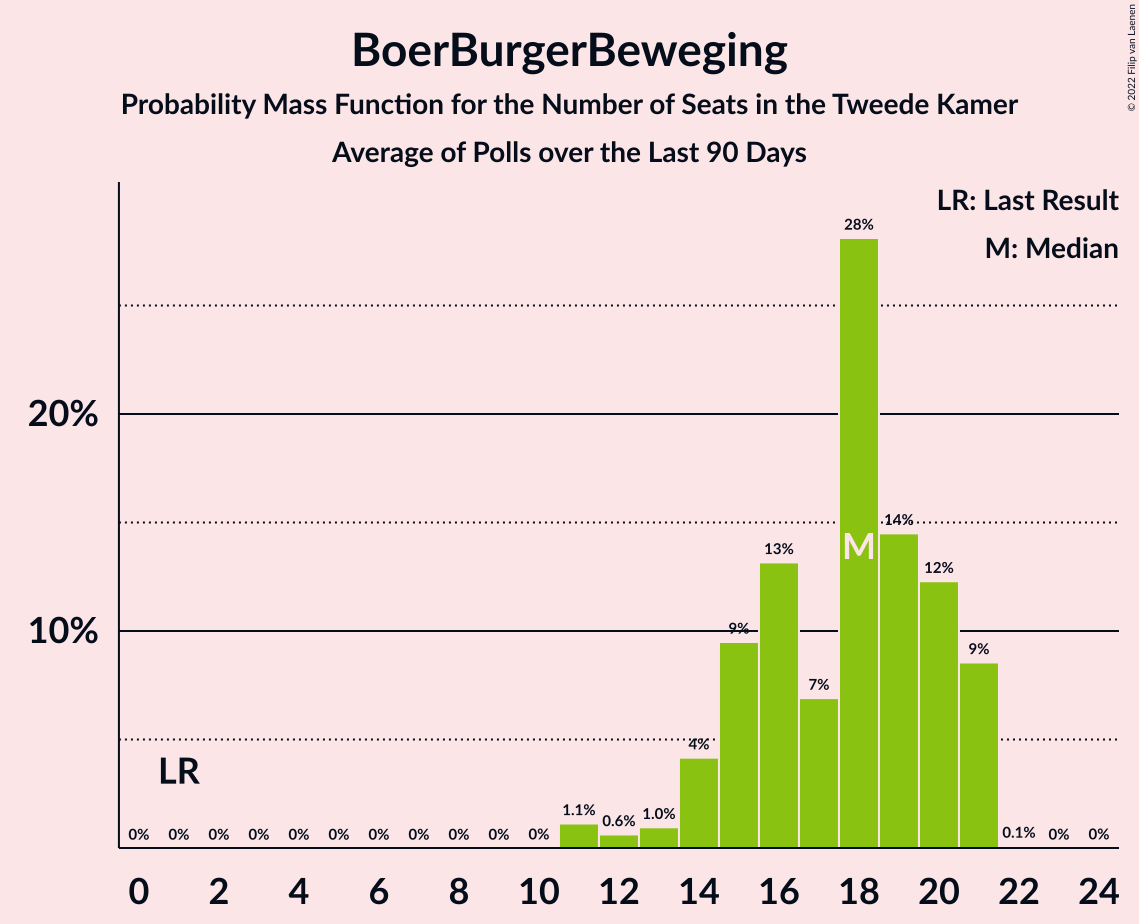 BoerBurgerBeweging
Probability Mass Function for the Number of Seats in the Tweede Kamer
Average of Polls over the Last 90 Days
© 2022 Filip van Laenen
LR: Last Result
M: Median
28%
20%
14%
M
13%
12%
10%
9%
9%
7%
4%
LR
1.1%
0.6%
1.0%
0% 0% 0% 0% 0% 0% 0% 0% 0% 0% 0% 0.1% 0% 0%
0 2 4 6 8 10 12 14 16 18 20 22 24